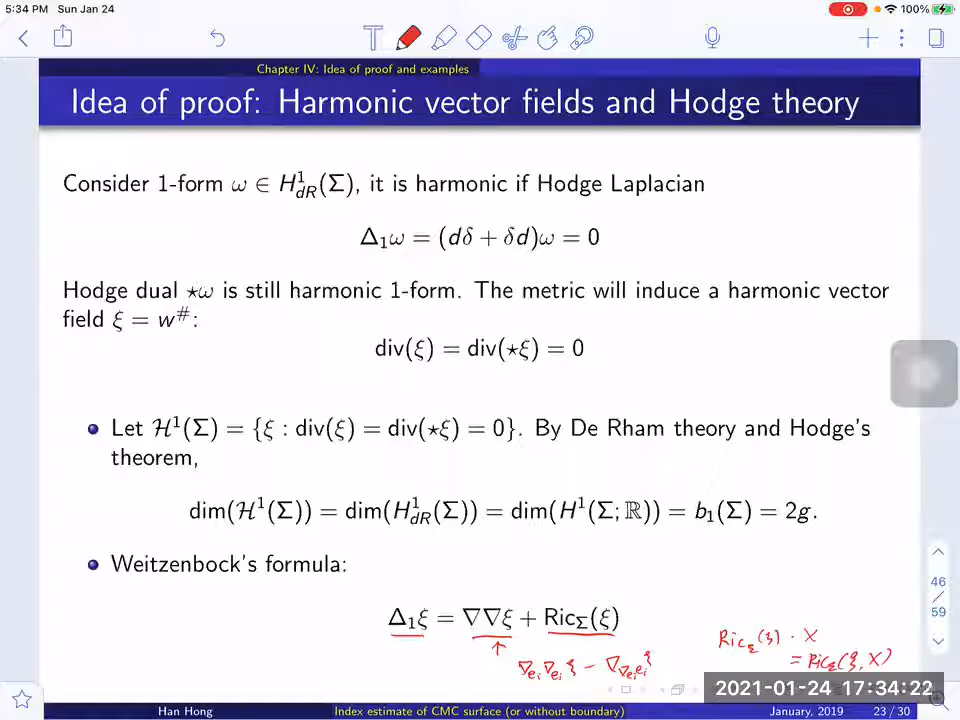 5:34 PM Sun Jan 24
100%
Chapter IV: Idea of proof and examples
Idea of proof: Harmonic vector fields and Hodge theory
Consider 1-form ω ∈ H¹_dR(Σ), it is harmonic if Hodge Laplacian
Δ₁ω = (dδ + δd)ω = 0
Hodge dual ⋆ω is still harmonic 1-form. The metric will induce a harmonic vector
field ξ = w^#:
div(ξ) = div(⋆ξ) = 0
Let ℋ¹(Σ) = {ξ : div(ξ) = div(⋆ξ) = 0}. By De Rham theory and Hodge's
theorem,
dim(ℋ¹(Σ)) = dim(H¹_dR(Σ)) = dim(H¹(Σ; ℝ)) = b₁(Σ) = 2g.
Weitzenbock's formula:
Δ₁ξ = ∇∇ξ + Ric_Σ(ξ)
Ric_Σ(ξ) · X
= Ric_Σ(ξ, X)
∇_{e_i}∇_{e_i} ξ − ∇_{∇_{e_i} e_i} ξ
46
59
2021-01-24 17:34:22
Han Hong
Index estimate of CMC surface (or without boundary)
January, 2019
23 / 30